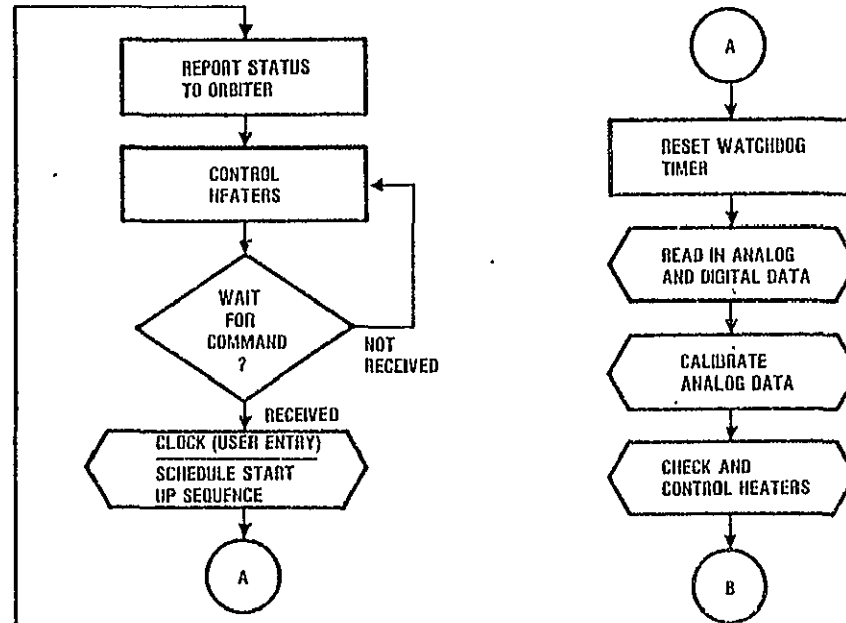 REPORT STATUS
TO ORBITER
CONTROL
HEATERS
WAIT
FOR
COMMAND
?
NOT
RECEIVED
RECEIVED
CLOCK (USER ENTRY)
SCHEDULE START
UP SEQUENCE
A
A
RESET WATCHDOG
TIMER
READ IN ANALOG
AND DIGITAL DATA
CALIBRATE
ANALOG DATA
CHECK AND
CONTROL HEATERS
B